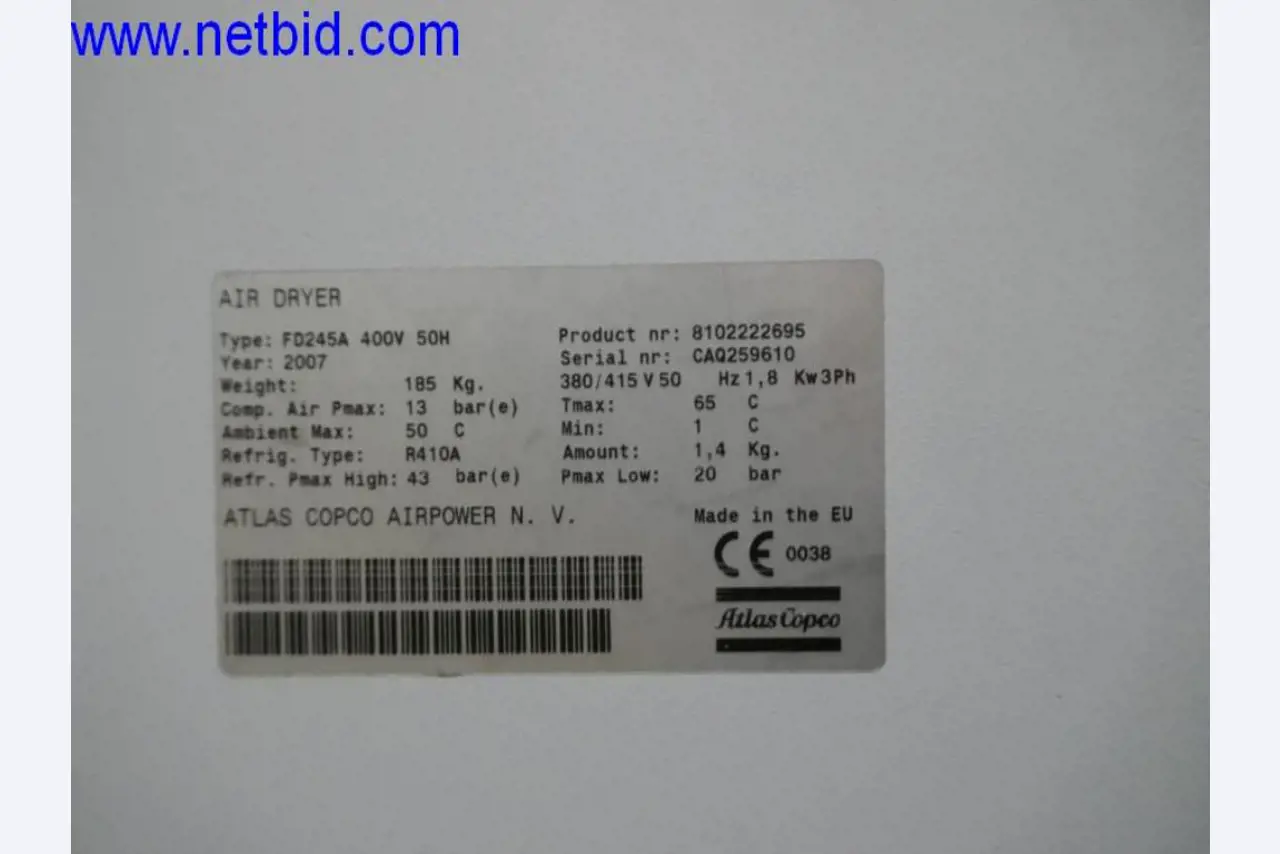 www.netbid.com
AIR DRYER
Type: FD245A 400V 50H
Product nr: 8102222695
Year: 2007
Serial nr: CAQ259610
Weight: 185 Kg.
380/415 V 50 Hz 1,8 Kw 3Ph
Comp. Air Pmax: 13 bar(e)
Tmax: 65 C
Ambient Max: 50 C
Min: 1 C
Refrig. Type: R410A
Amount: 1,4 Kg.
Refr. Pmax High: 43 bar(e)
Pmax Low: 20 bar
ATLAS COPCO AIRPOWER N. V.
Made in the EU
CE 0038
Atlas Copco